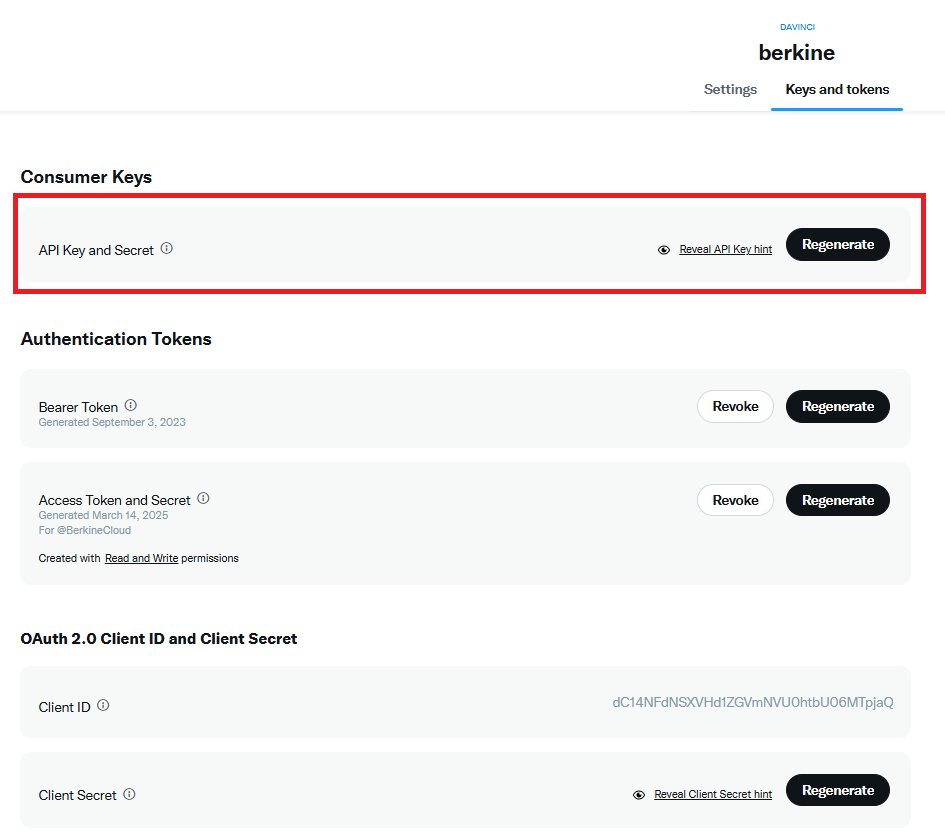 DAVINCI
berkine
Settings
Keys and tokens
Consumer Keys
API Key and Secret
Reveal API Key hint
Regenerate
Authentication Tokens
Bearer Token
Generated September 3, 2023
Revoke
Regenerate
Access Token and Secret
Generated March 14, 2025
For @BerkineCloud
Created with Read and Write permissions
Revoke
Regenerate
OAuth 2.0 Client ID and Client Secret
Client ID
dC14NFdNSXVHd1ZGVmNVU0htbU06MTpjaQ
Client Secret
Reveal Client Secret hint
Regenerate